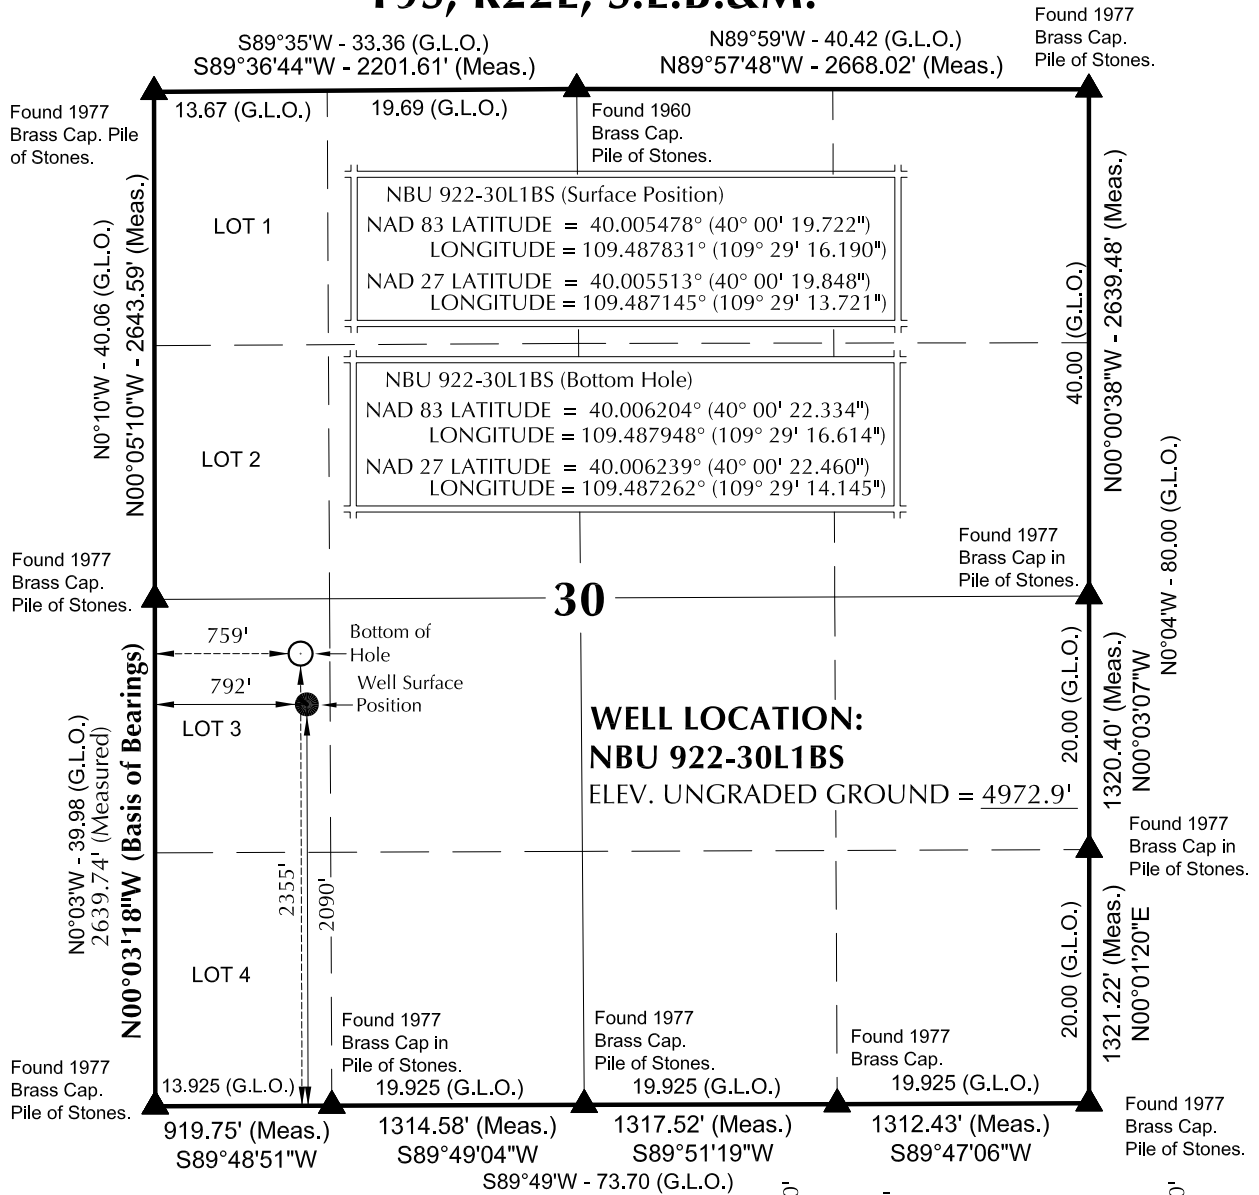 T9S, R22E, S.L.B.&M.
S89°35'W - 33.36 (G.L.O.)
S89°36'44"W - 2201.61' (Meas.)
N89°59'W - 40.42 (G.L.O.)
N89°57'48"W - 2668.02' (Meas.)
Found 1977
Brass Cap.
Pile of Stones.
Found 1977
Brass Cap. Pile
of Stones.
13.67 (G.L.O.)
19.69 (G.L.O.)
Found 1960
Brass Cap.
Pile of Stones.
LOT 1
NBU 922-30L1BS (Surface Position)
NAD 83 LATITUDE = 40.005478° (40° 00' 19.722")
LONGITUDE = 109.487831° (109° 29' 16.190")
NAD 27 LATITUDE = 40.005513° (40° 00' 19.848")
LONGITUDE = 109.487145° (109° 29' 13.721")
N0°10'W - 40.06 (G.L.O.)
N00°05'10"W - 2643.59' (Meas.)
40.00 (G.L.O.)
N00°00'38"W - 2639.48' (Meas.)
NBU 922-30L1BS (Bottom Hole)
NAD 83 LATITUDE = 40.006204° (40° 00' 22.334")
LONGITUDE = 109.487948° (109° 29' 16.614")
NAD 27 LATITUDE = 40.006239° (40° 00' 22.460")
LONGITUDE = 109.487262° (109° 29' 14.145")
LOT 2
N0°04'W - 80.00 (G.L.O.)
Found 1977
Brass Cap.
Pile of Stones.
Found 1977
Brass Cap in
Pile of Stones.
30
759'
Bottom of
Hole
792'
Well Surface
Position
LOT 3
WELL LOCATION:
NBU 922-30L1BS
ELEV. UNGRADED GROUND = 4972.9'
20.00 (G.L.O.)
1320.40' (Meas.)
N00°03'07"W
N0°03'W - 39.98 (G.L.O.)
2639.74' (Measured)
N00°03'18"W (Basis of Bearings)
Found 1977
Brass Cap in
Pile of Stones.
2355'
2090'
LOT 4
20.00 (G.L.O.)
1321.22' (Meas.)
N00°01'20"E
Found 1977
Brass Cap.
Pile of Stones.
Found 1977
Brass Cap in
Pile of Stones.
Found 1977
Brass Cap.
Pile of Stones.
Found 1977
Brass Cap.
Found 1977
Brass Cap.
Pile of Stones.
13.925 (G.L.O.)
19.925 (G.L.O.)
19.925 (G.L.O.)
19.925 (G.L.O.)
919.75' (Meas.)
S89°48'51"W
1314.58' (Meas.)
S89°49'04"W
1317.52' (Meas.)
S89°51'19"W
1312.43' (Meas.)
S89°47'06"W
S89°49'W - 73.70 (G.L.O.)